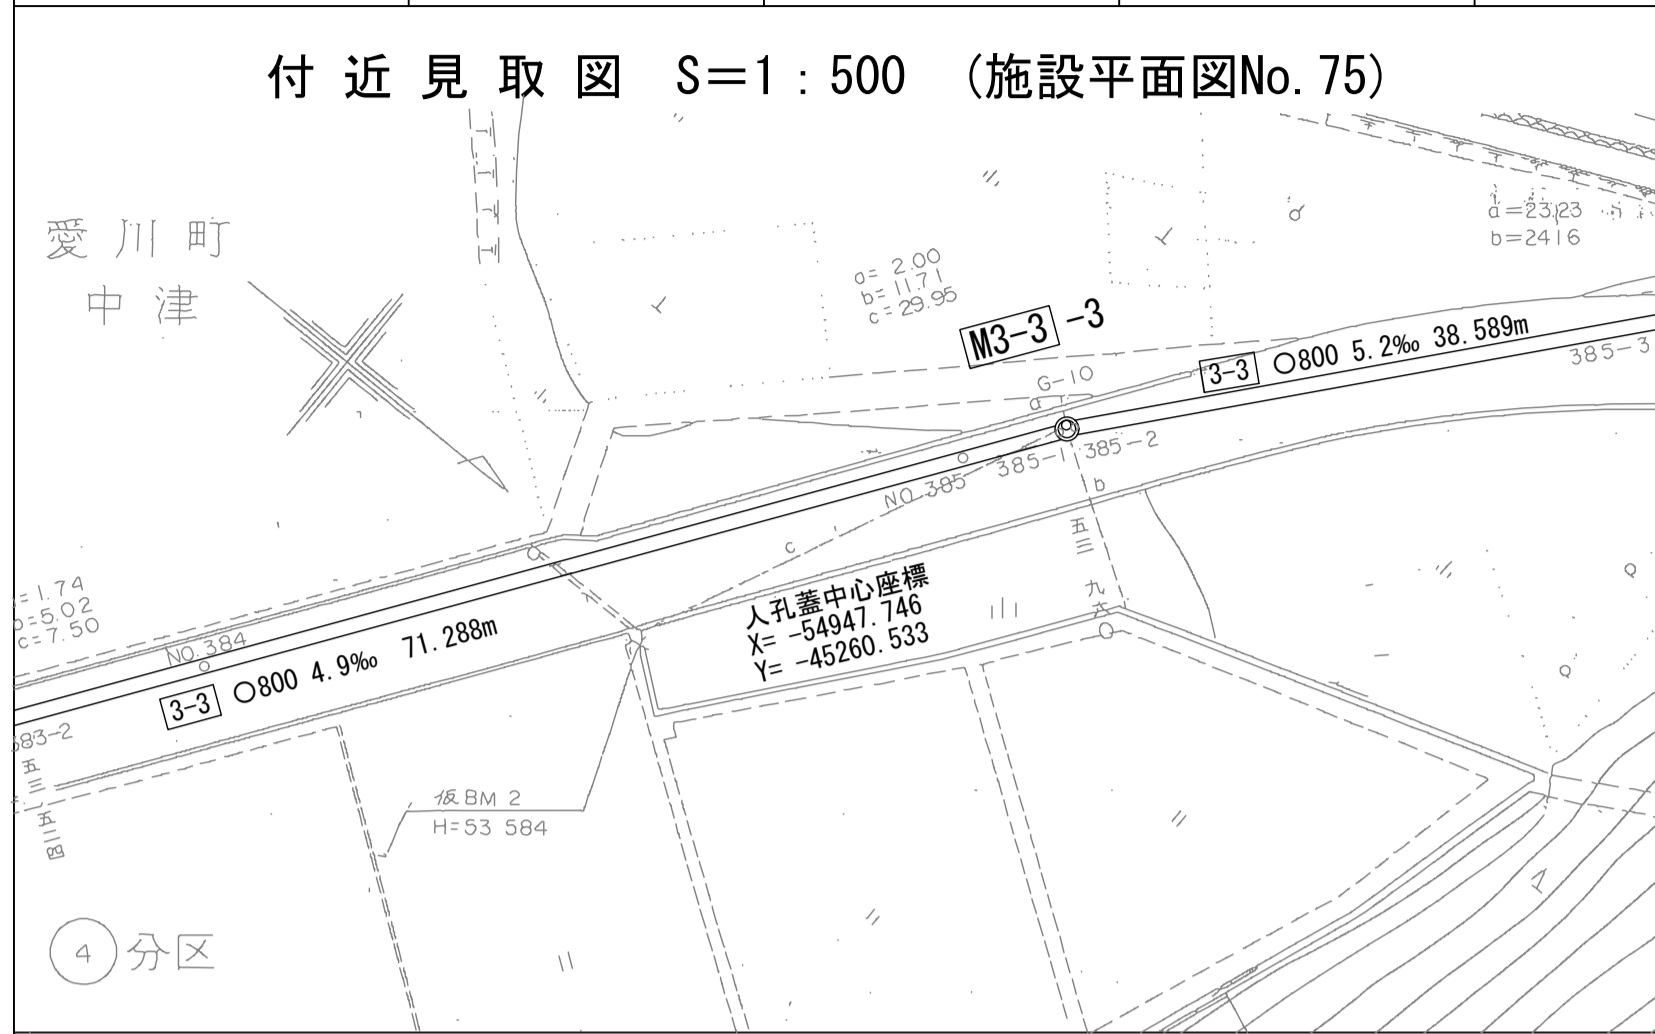 付近見取図 S=1:500 (施設平面図No.75)
愛川町
中津
a=23.23
b=2416
a= 2.00
b=11.71
c=29.95
M3-3 -3
3-3 ○800 5.2‰ 38.589m
385-3
G-10
a
385-1 385-2
NO.385
b
c
五三
九六
人孔蓋中心座標
X= -54947.746
Y= -45260.533
=1.74
b=5.02
c=7.50
NO.384
3-3 ○800 4.9‰ 71.288m
383-2
五三
五二四
仮BM 2
H=53 584
4 分区